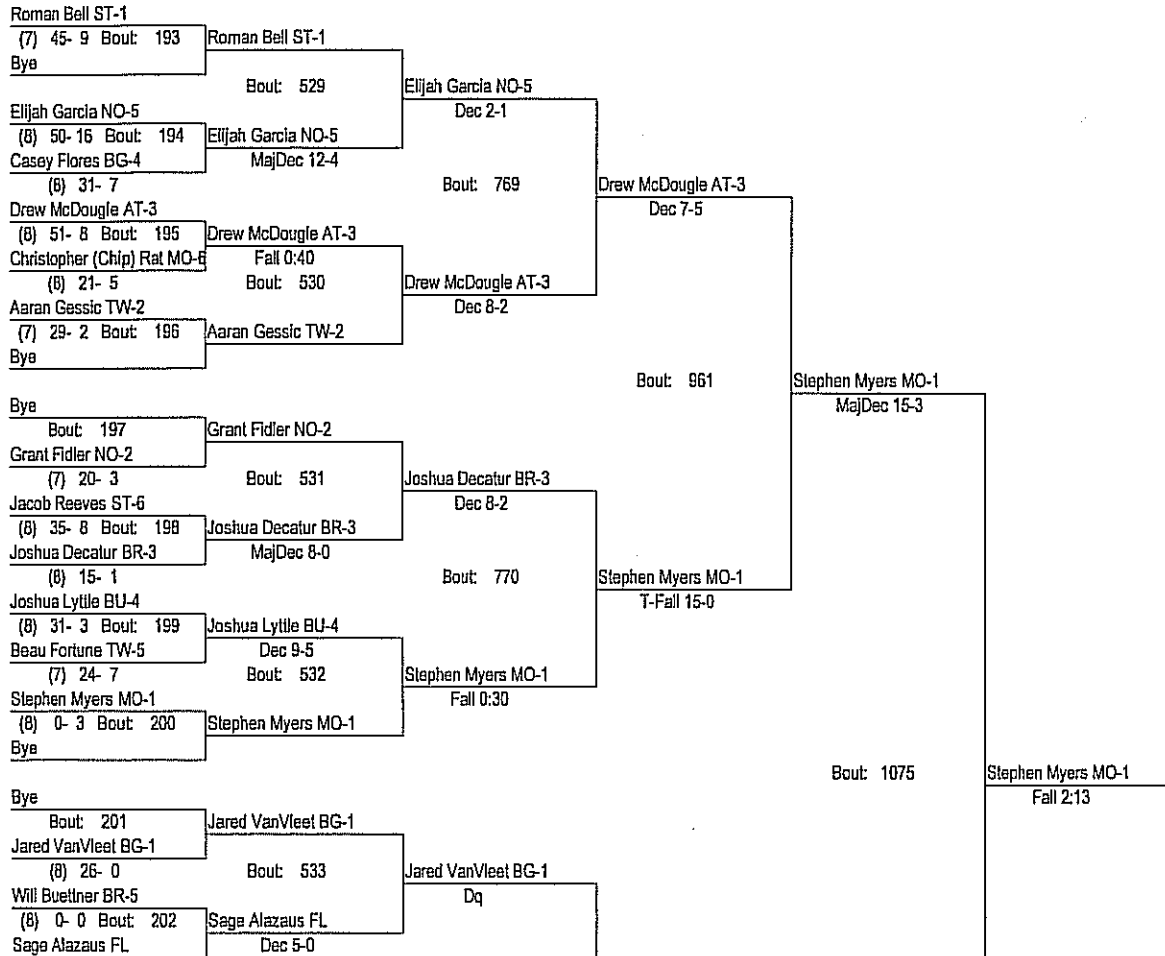 Roman Bell ST-1
(7) 45- 9 Bout: 193
Roman Bell ST-1
Bye
Bout: 529
Elijah Garcia NO-5
Dec 2-1
Elijah Garcia NO-5
(8) 50- 16 Bout: 194
Elijah Garcia NO-5
Casey Flores BG-4
MajDec 12-4
(8) 31- 7
Bout: 769
Drew McDougle AT-3
Dec 7-5
Drew McDougle AT-3
(8) 51- 8 Bout: 195
Drew McDougle AT-3
Christopher (Chip) Rat MO-6
Fall 0:40
(8) 21- 5
Bout: 530
Drew McDougle AT-3
Dec 8-2
Aaran Gessic TW-2
(7) 29- 2 Bout: 196
Aaran Gessic TW-2
Bye
Bout: 961
Stephen Myers MO-1
MajDec 15-3
Bye
Bout: 197
Grant Fidler NO-2
Grant Fidler NO-2
(7) 20- 3
Bout: 531
Joshua Decatur BR-3
Dec 8-2
Jacob Reeves ST-6
(8) 35- 8 Bout: 198
Joshua Decatur BR-3
Joshua Decatur BR-3
MajDec 8-0
(8) 15- 1
Bout: 770
Stephen Myers MO-1
T-Fall 15-0
Joshua Lyttle BU-4
(8) 31- 3 Bout: 199
Joshua Lyttle BU-4
Beau Fortune TW-5
Dec 9-5
(7) 24- 7
Bout: 532
Stephen Myers MO-1
Fall 0:30
Stephen Myers MO-1
(8) 0- 3 Bout: 200
Stephen Myers MO-1
Bye
Bout: 1075
Stephen Myers MO-1
Fall 2:13
Bye
Bout: 201
Jared VanVleet BG-1
Jared VanVleet BG-1
(8) 26- 0
Bout: 533
Jared VanVleet BG-1
Dq
Will Buettner BR-5
(8) 0- 0 Bout: 202
Sage Alazaus FL
Sage Alazaus FL
Dec 5-0